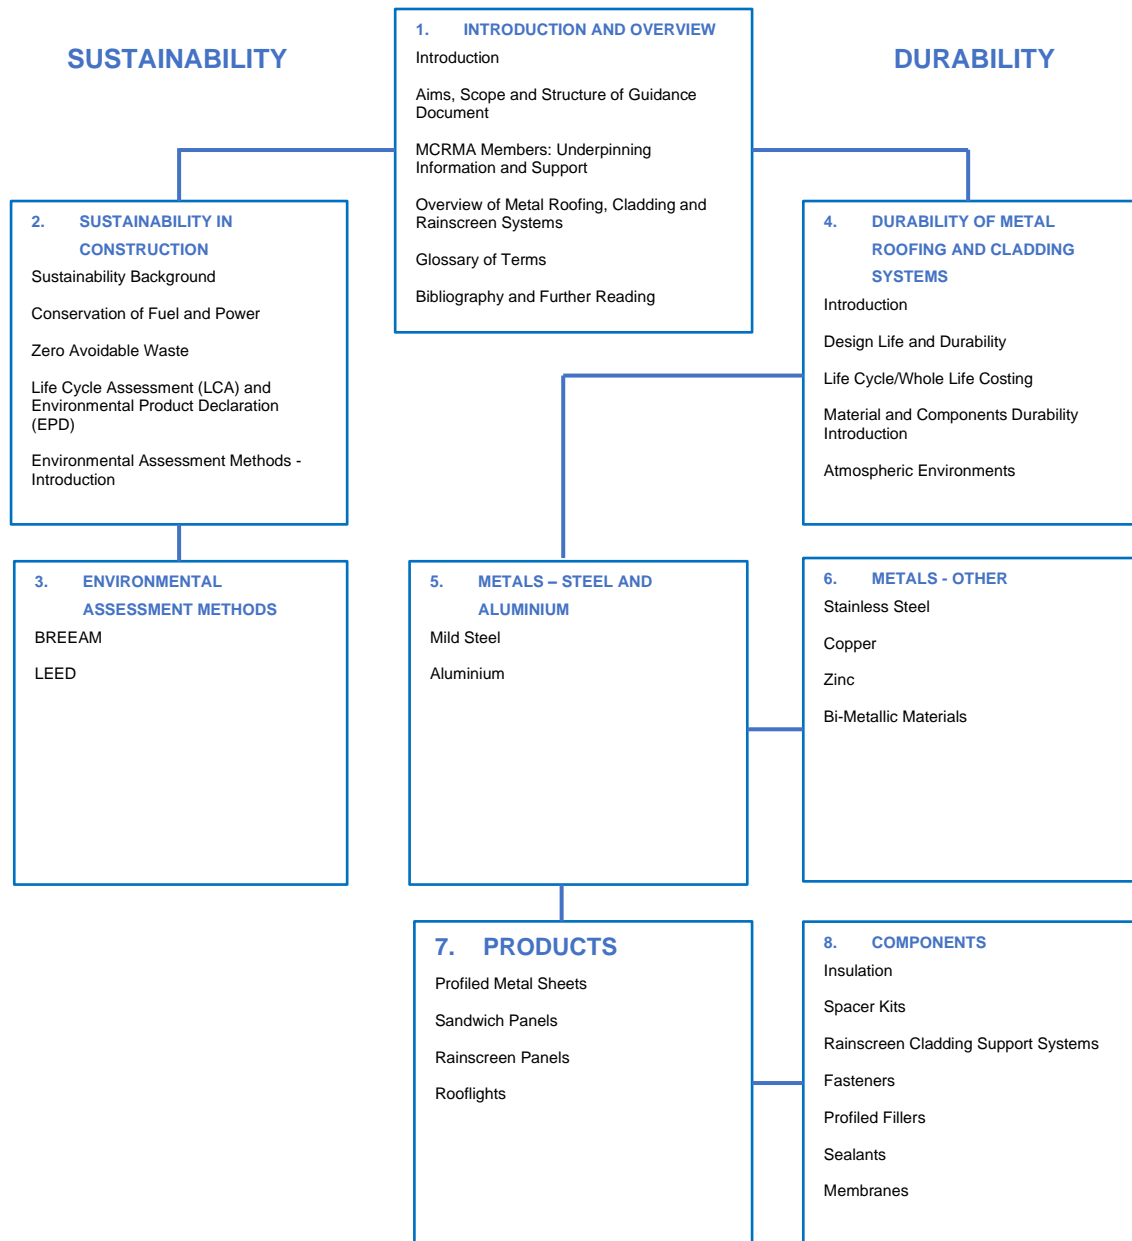 SUSTAINABILITY
DURABILITY
1. INTRODUCTION AND OVERVIEW
Introduction
Aims, Scope and Structure of Guidance
Document
MCRMA Members: Underpinning
Information and Support
Overview of Metal Roofing, Cladding and
Rainscreen Systems
Glossary of Terms
Bibliography and Further Reading
2. SUSTAINABILITY IN
CONSTRUCTION
Sustainability Background
Conservation of Fuel and Power
Zero Avoidable Waste
Life Cycle Assessment (LCA) and
Environmental Product Declaration
(EPD)
Environmental Assessment Methods -
Introduction
4. DURABILITY OF METAL
ROOFING AND CLADDING
SYSTEMS
Introduction
Design Life and Durability
Life Cycle/Whole Life Costing
Material and Components Durability
Introduction
Atmospheric Environments
3. ENVIRONMENTAL
ASSESSMENT METHODS
BREEAM
LEED
5. METALS – STEEL AND
ALUMINIUM
Mild Steel
Aluminium
6. METALS - OTHER
Stainless Steel
Copper
Zinc
Bi-Metallic Materials
7. PRODUCTS
Profiled Metal Sheets
Sandwich Panels
Rainscreen Panels
Rooflights
8. COMPONENTS
Insulation
Spacer Kits
Rainscreen Cladding Support Systems
Fasteners
Profiled Fillers
Sealants
Membranes